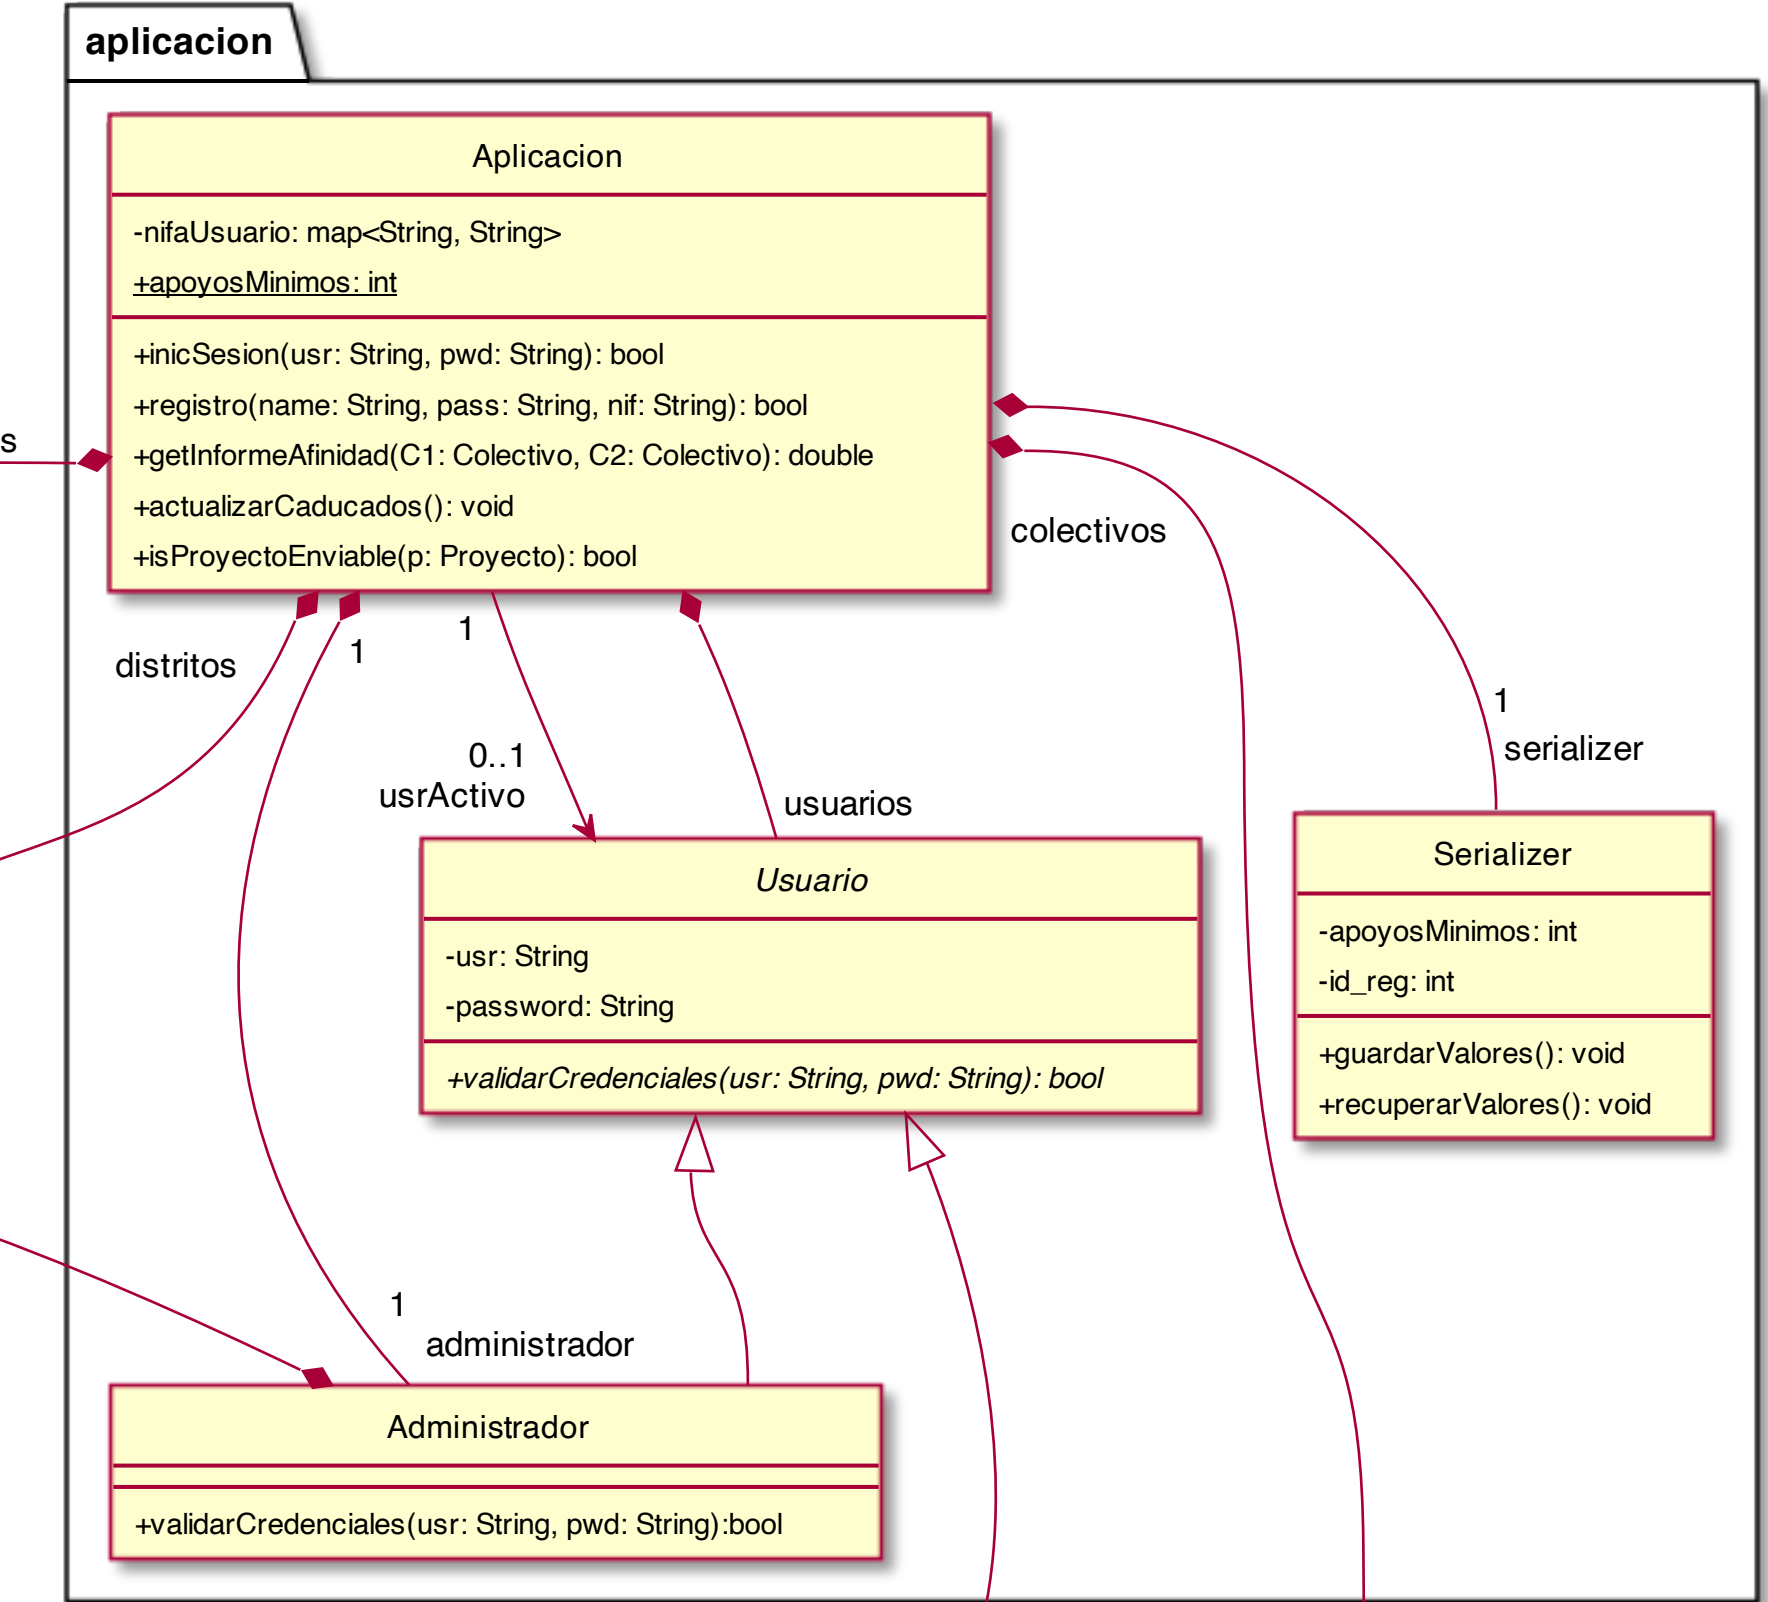 aplicacion
Aplicacion
-nifaUsuario: map<String, String>
+apoyosMinimos: int
+inicSesion(usr: String, pwd: String): bool
+registro(name: String, pass: String, nif: String): bool
+getInformeAfinidad(C1: Colectivo, C2: Colectivo): double
+actualizarCaducados(): void
+isProyectoEnviable(p: Proyecto): bool
s
colectivos
distritos
1
1
0..1
usrActivo
usuarios
1
serializer
Usuario
-usr: String
-password: String
+validarCredenciales(usr: String, pwd: String): bool
Serializer
-apoyosMinimos: int
-id_reg: int
+guardarValores(): void
+recuperarValores(): void
1
administrador
Administrador
+validarCredenciales(usr: String, pwd: String):bool